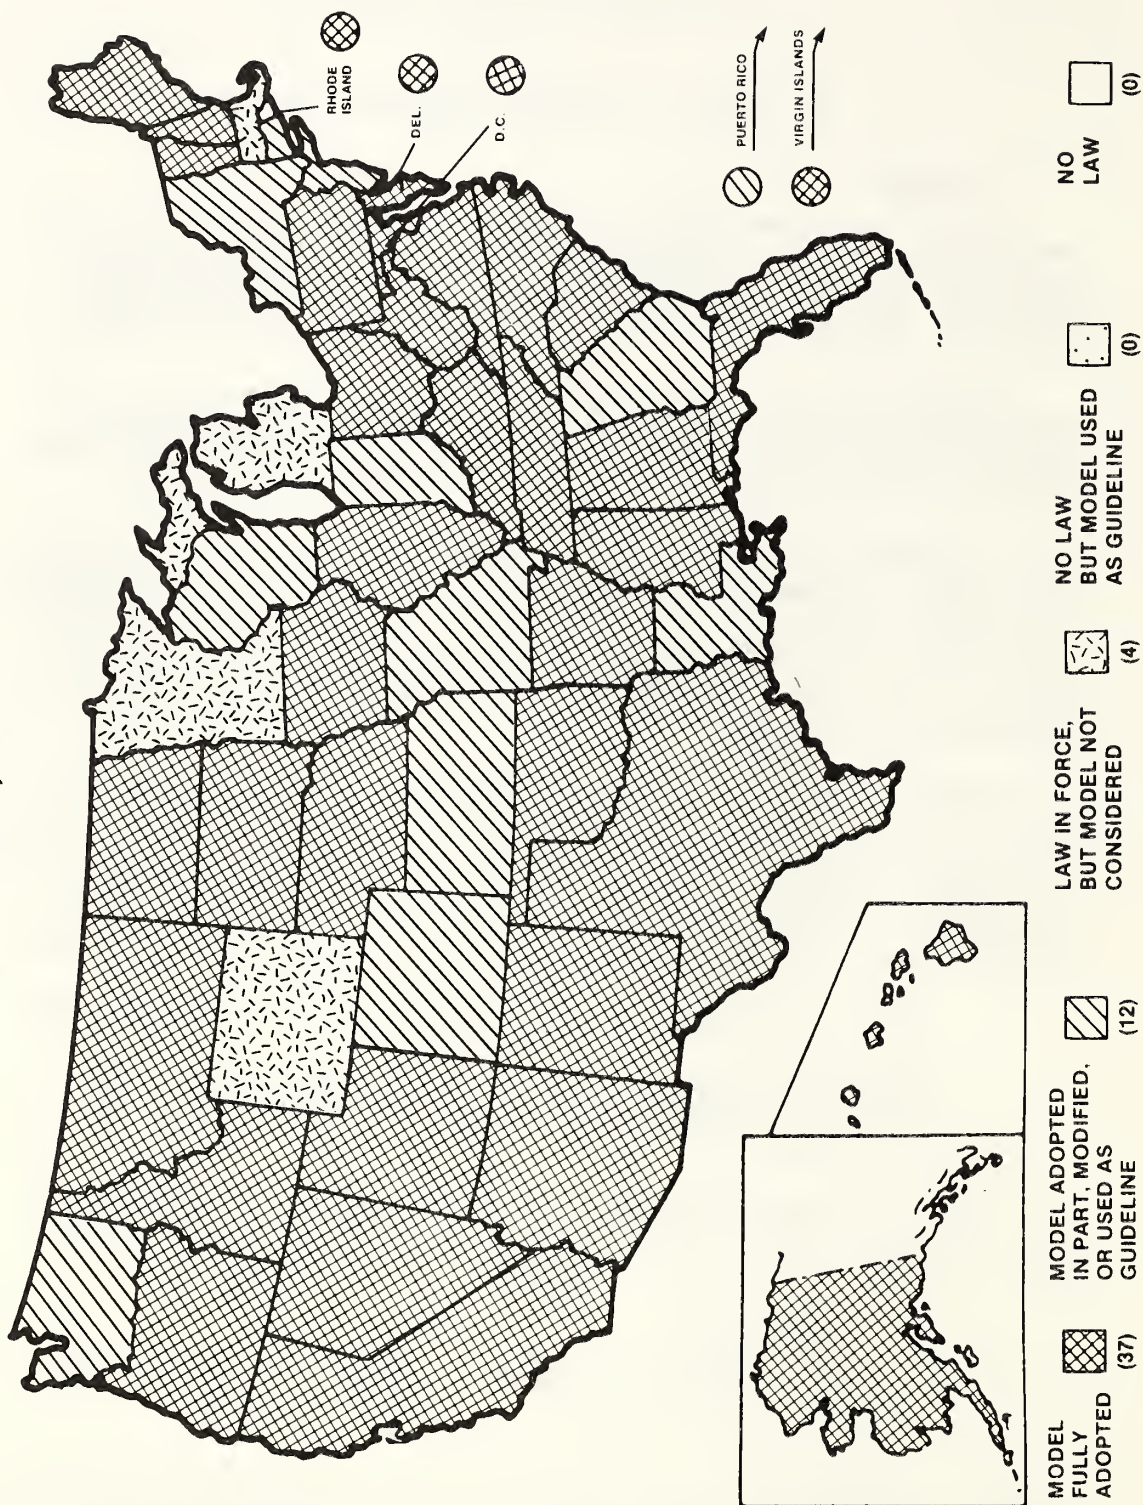 RHODE
ISLAND
DEL.
D.C.
PUERTO RICO
VIRGIN ISLANDS
MODEL
FULLY
ADOPTED
(37)
MODEL ADOPTED
IN PART, MODIFIED,
OR USED AS
GUIDELINE
(12)
LAW IN FORCE,
BUT MODEL NOT
CONSIDERED
(4)
NO LAW
BUT MODEL USED
AS GUIDELINE
(0)
NO
LAW
(0)